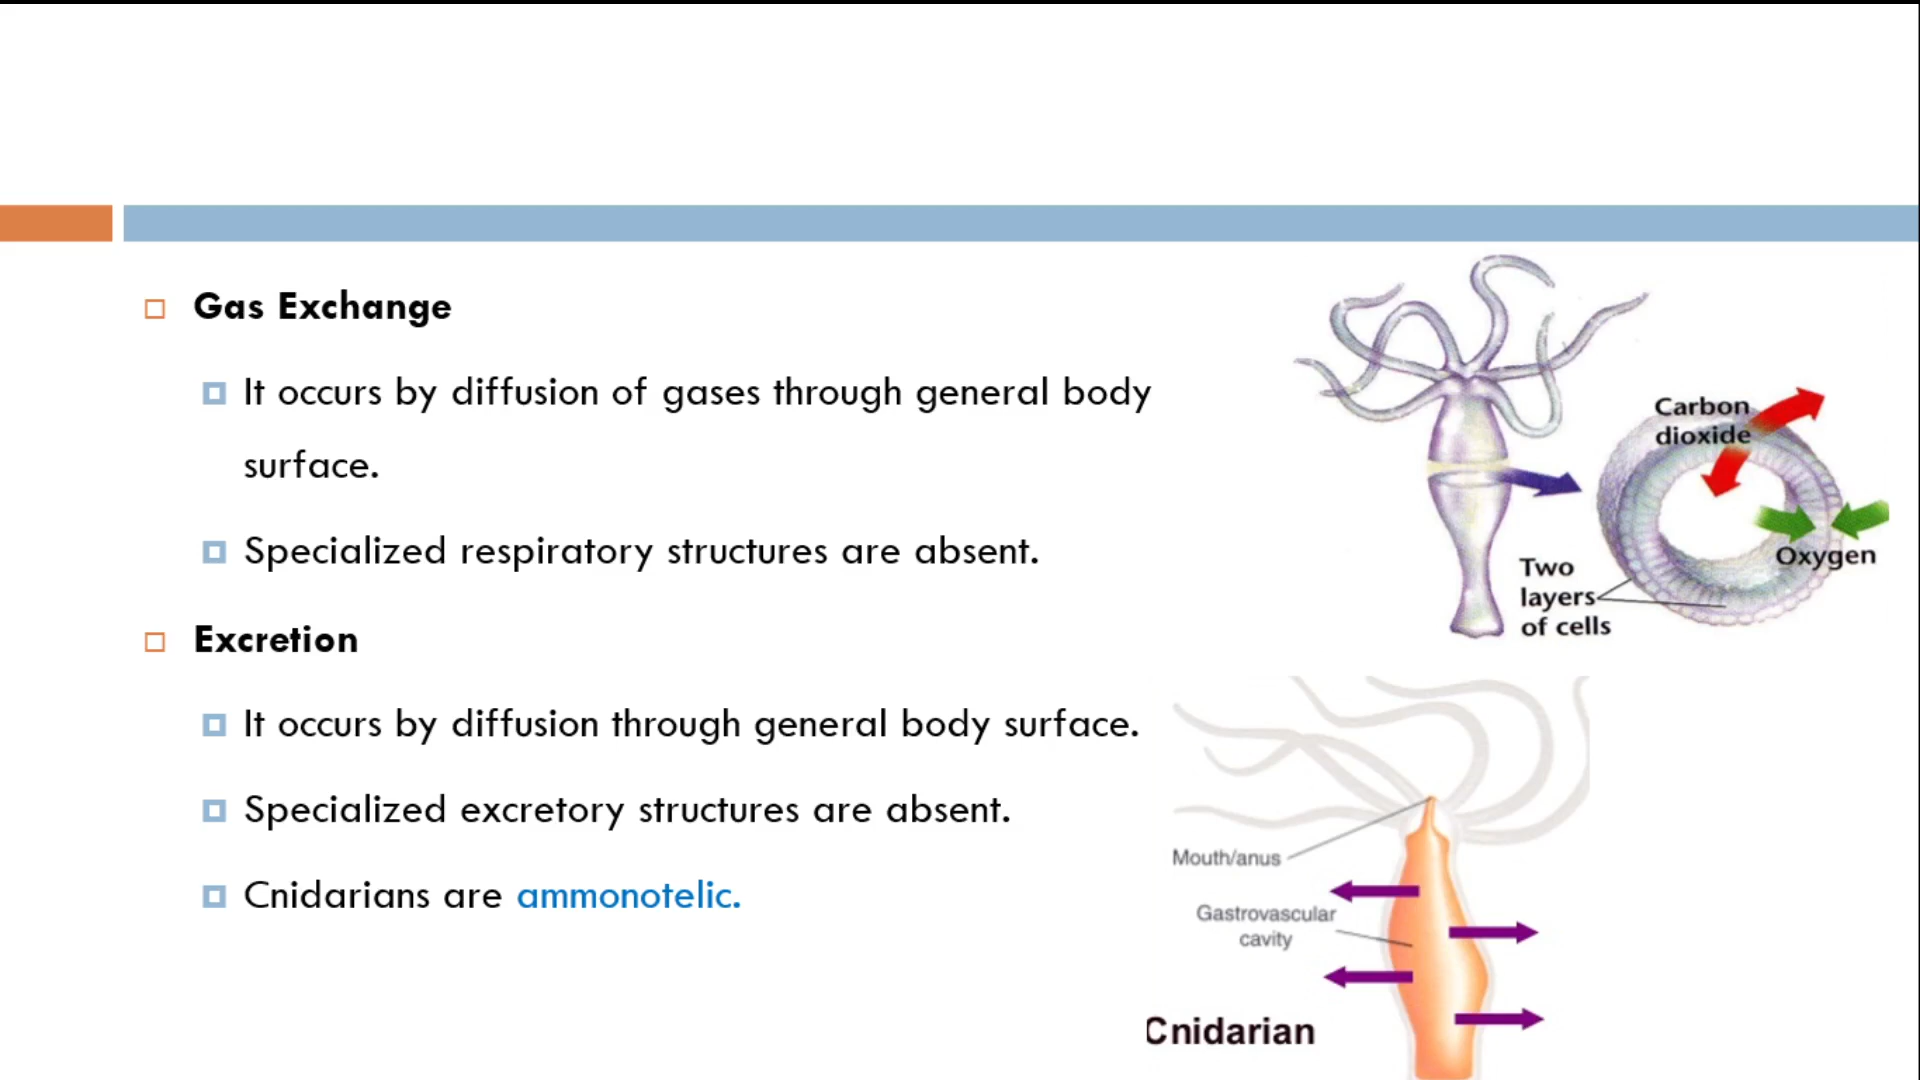 Gas Exchange
It occurs by diffusion of gases through general body
surface.
Specialized respiratory structures are absent.
Excretion
It occurs by diffusion through general body surface.
Specialized excretory structures are absent.
Cnidarians are ammonotelic.
Carbon
dioxide
Oxygen
Two
layers
of cells
Mouth/anus
Gastrovascular
cavity
Cnidarian